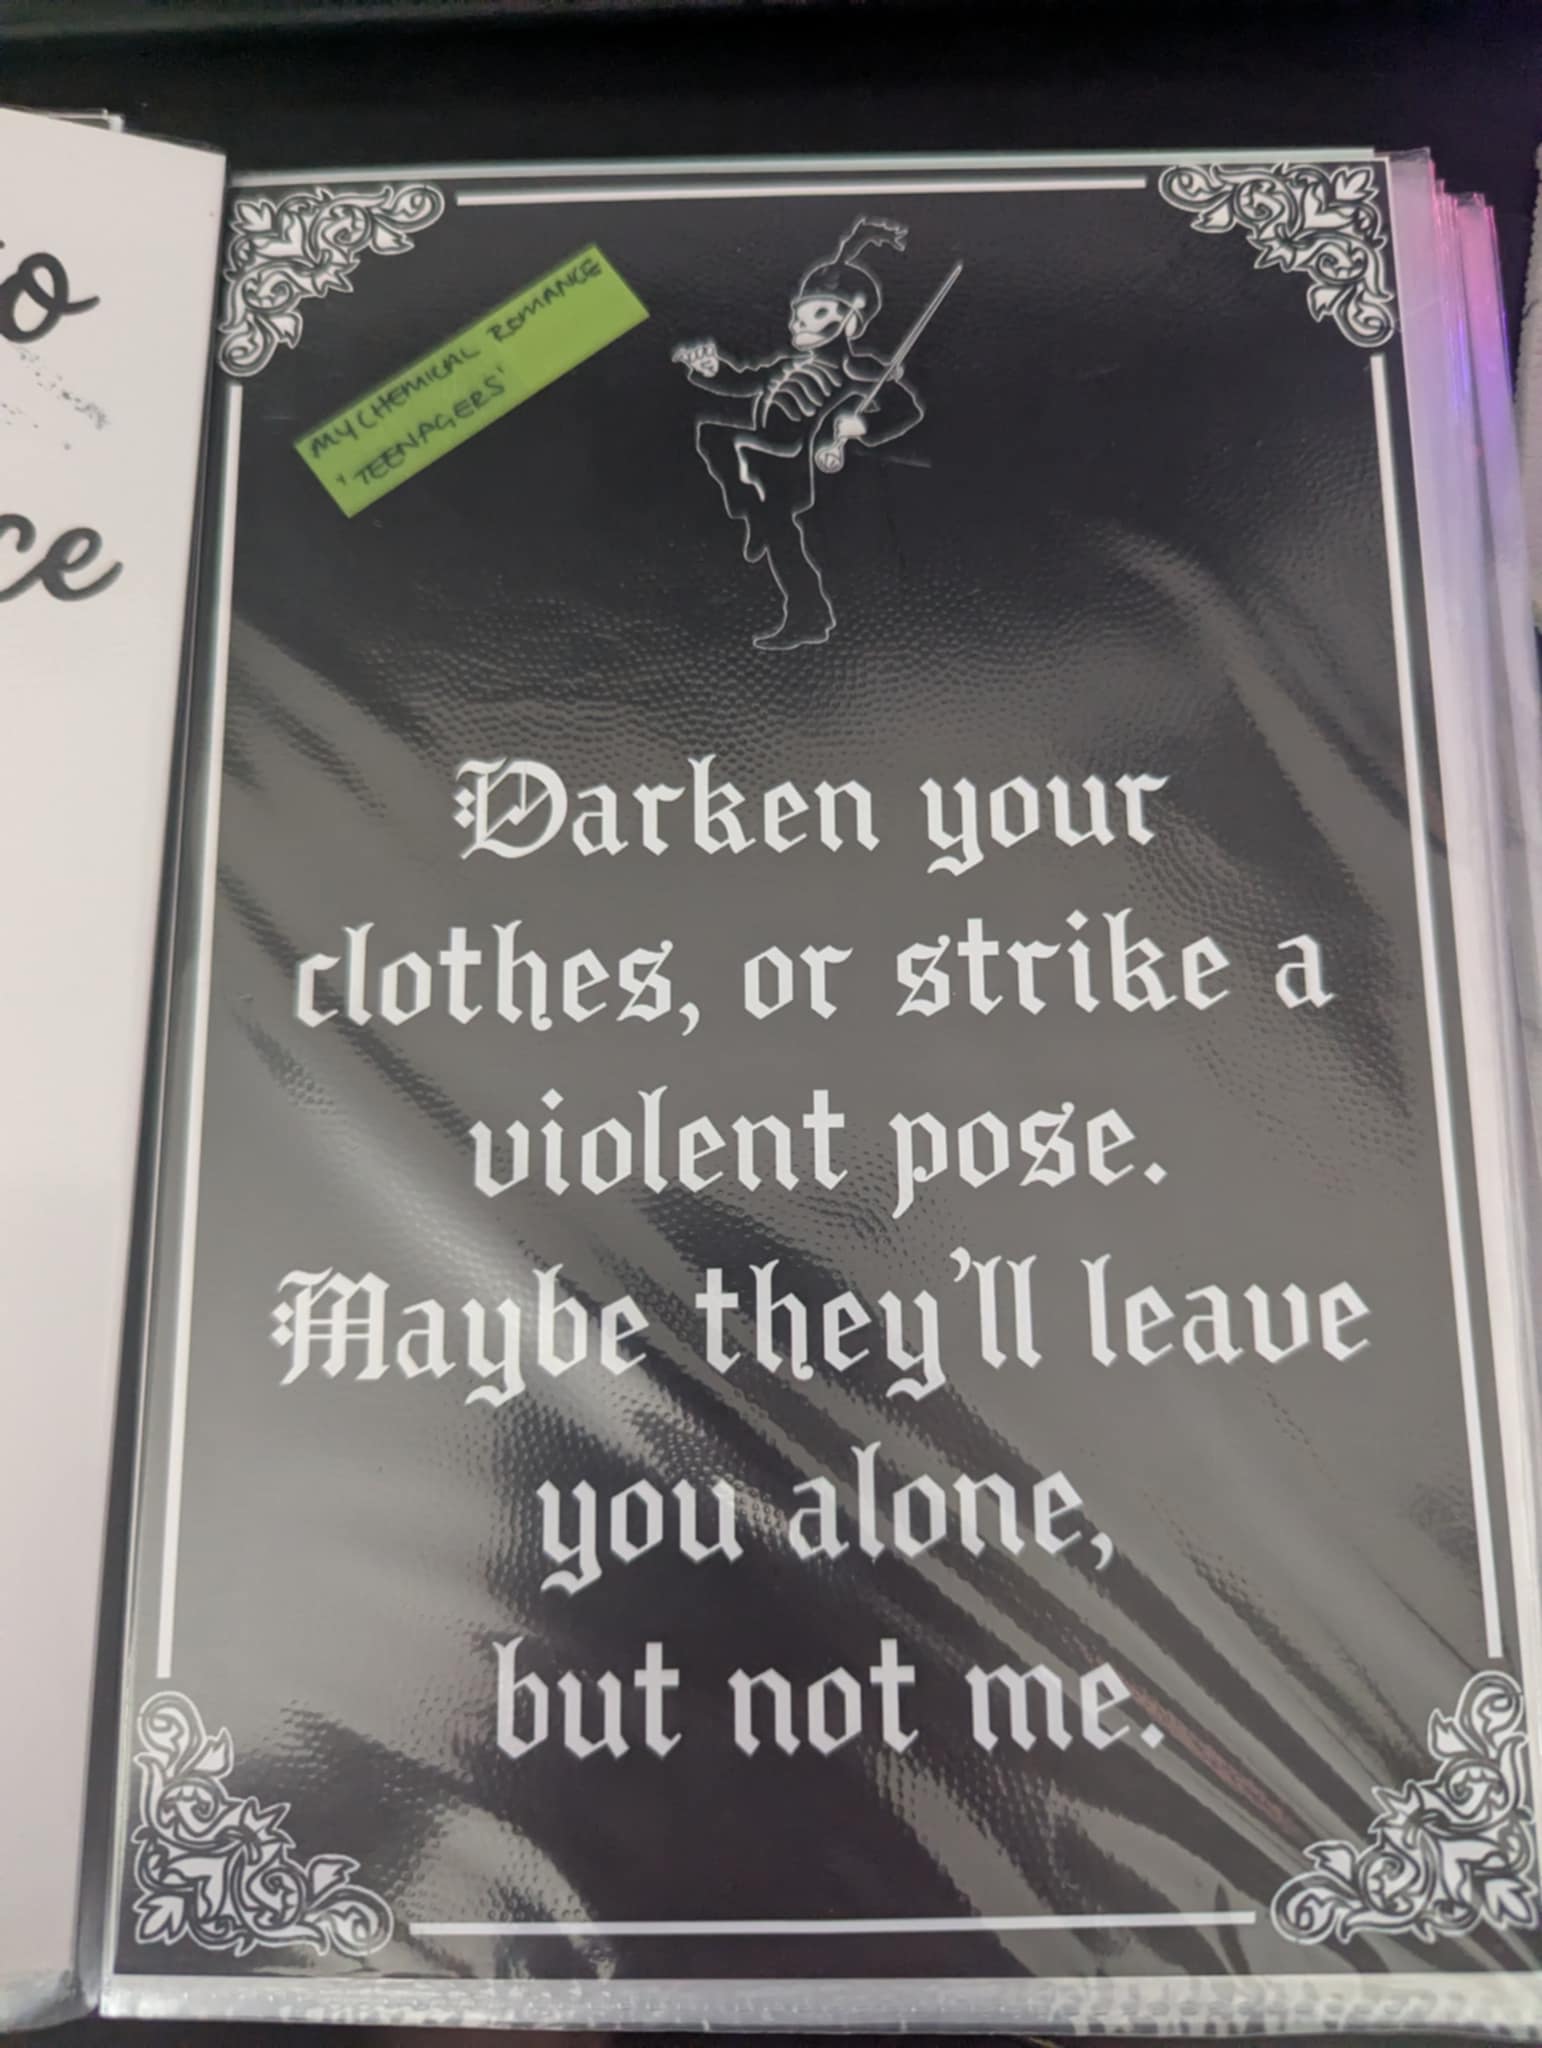 o
ce
MY CHEMICAL ROMANCE
'TEENAGERS'
Darken your
clothes, or strike a
violent pose.
Maybe they'll leave
you alone,
but not me.